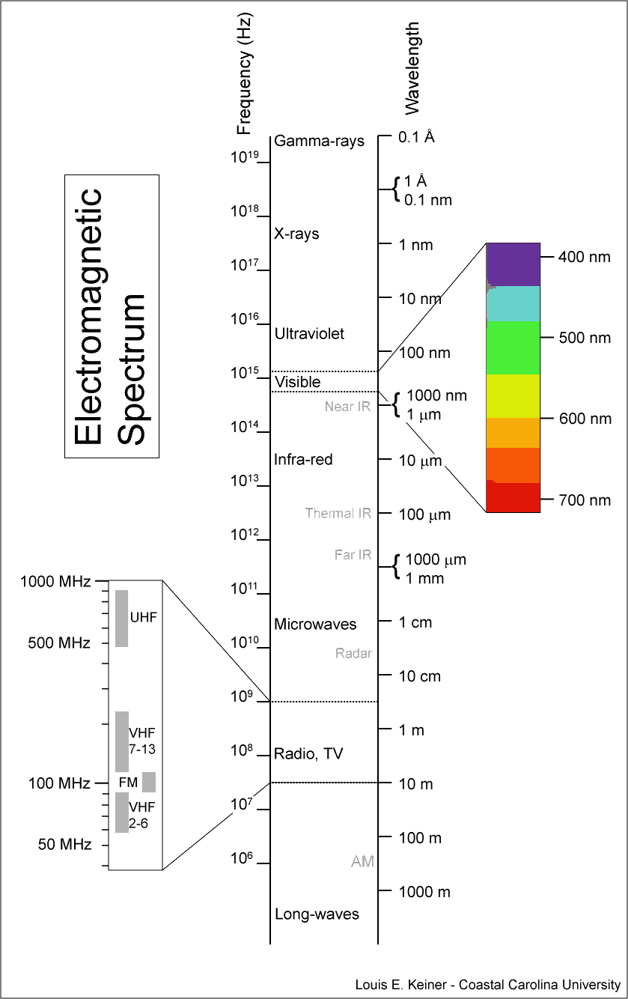 Frequency (Hz)
Wavelength
Electromagnetic
Spectrum
10¹⁹
10¹⁸
10¹⁷
10¹⁶
10¹⁵
10¹⁴
10¹³
10¹²
10¹¹
10¹⁰
10⁹
10⁸
10⁷
10⁶
Gamma-rays
X-rays
Ultraviolet
Visible
Near IR
Infra-red
Thermal IR
Far IR
Microwaves
Radar
Radio, TV
AM
Long-waves
0.1 Å
{ 1 Å
0.1 nm
1 nm
10 nm
100 nm
{ 1000 nm
1 µm
10 µm
100 µm
{ 1000 µm
1 mm
1 cm
10 cm
1 m
10 m
100 m
1000 m
400 nm
500 nm
600 nm
700 nm
1000 MHz
500 MHz
100 MHz
50 MHz
UHF
VHF
7-13
FM
VHF
2-6
Louis E. Keiner - Coastal Carolina University